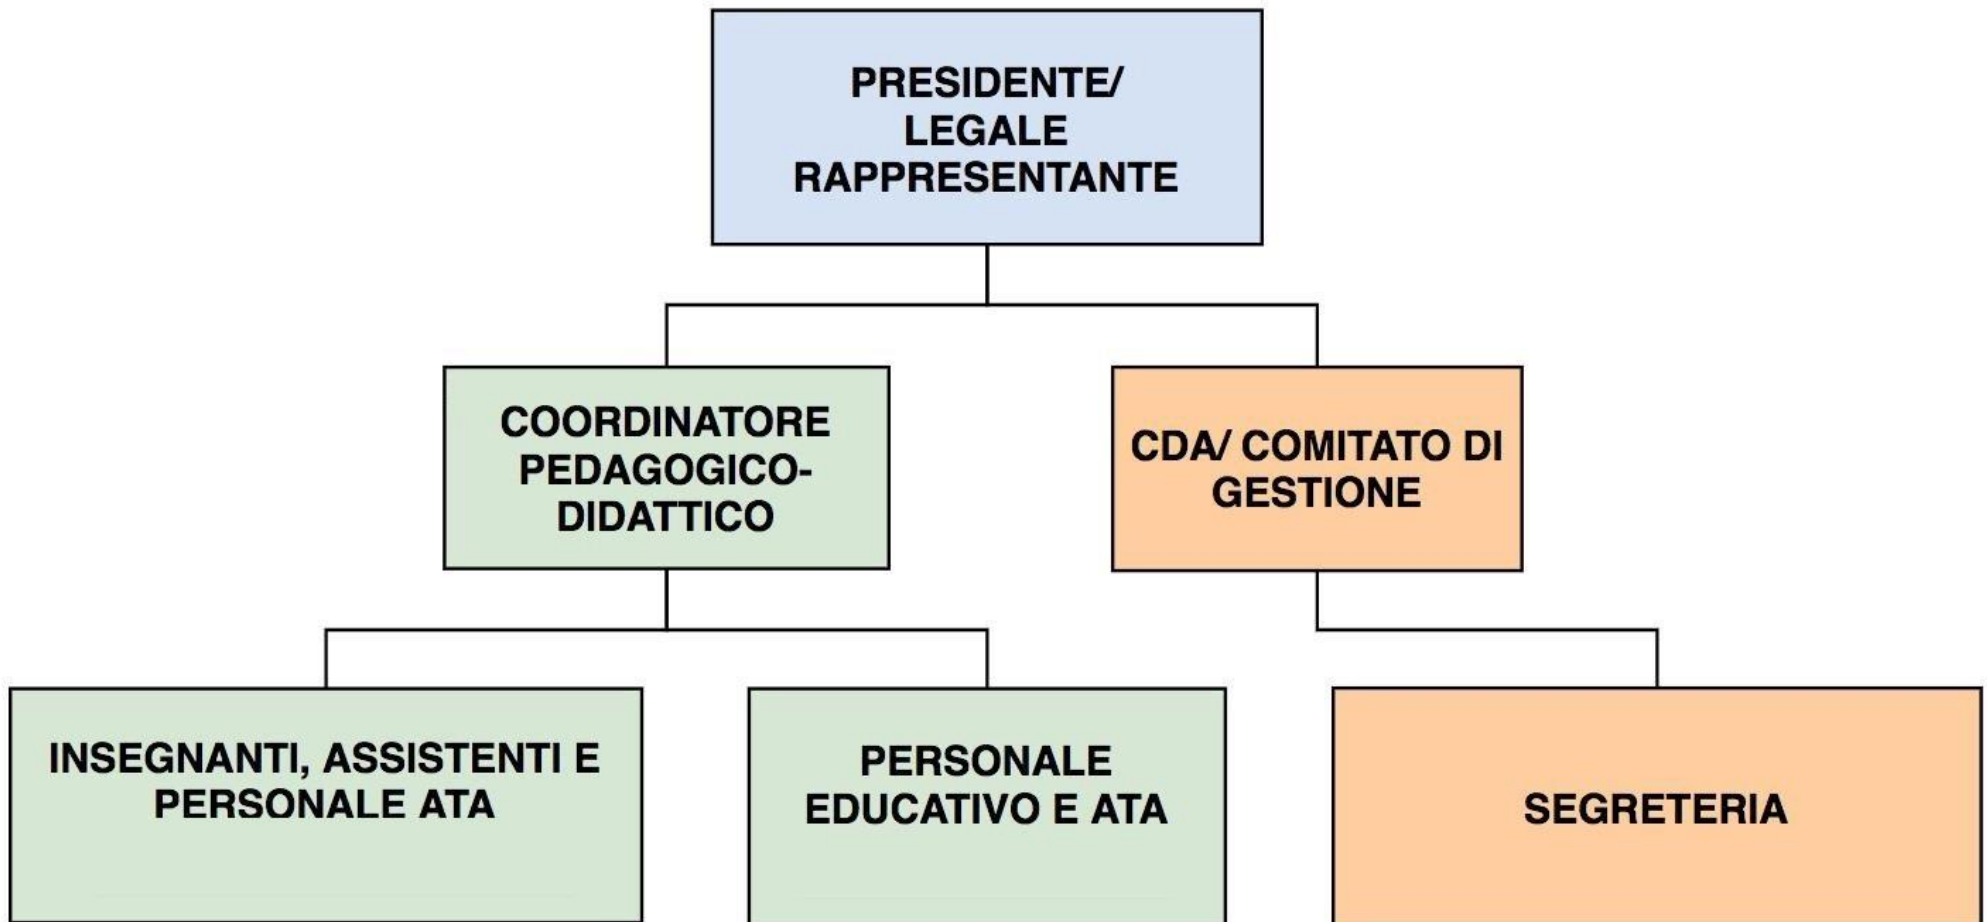 PRESIDENTE/
LEGALE
RAPPRESENTANTE
COORDINATORE
PEDAGOGICO-
DIDATTICO
CDA/ COMITATO DI
GESTIONE
INSEGNANTI, ASSISTENTI E
PERSONALE ATA
PERSONALE
EDUCATIVO E ATA
SEGRETERIA